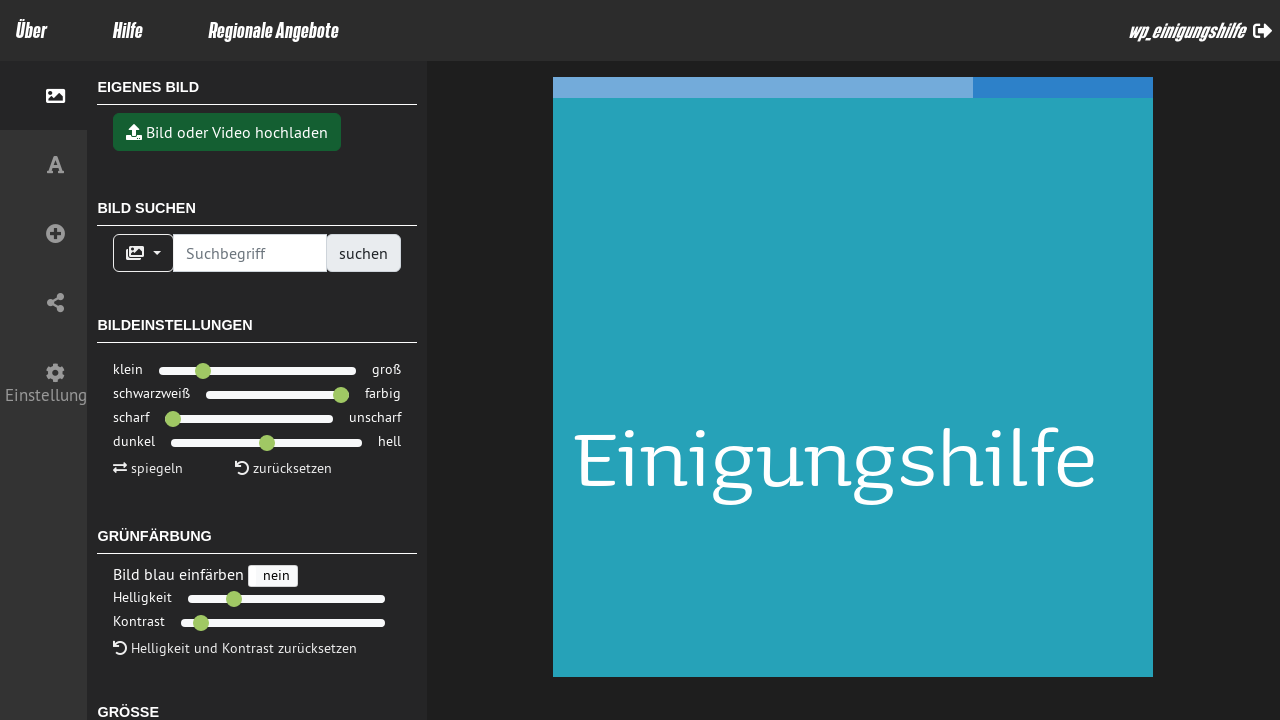 Über
Hilfe
Regionale Angebote
wp_einigungshilfe
Einstellung
EIGENES BILD
Bild oder Video hochladen
BILD SUCHEN
Suchbegriff
suchen
BILDEINSTELLUNGEN
klein groß
schwarzweiß farbig
scharf unscharf
dunkel hell
spiegeln zurücksetzen
GRÜNFÄRBUNG
Bild blau einfärben nein
Helligkeit
Kontrast
Helligkeit und Kontrast zurücksetzen
GRÖSSE
Einigungshilfe